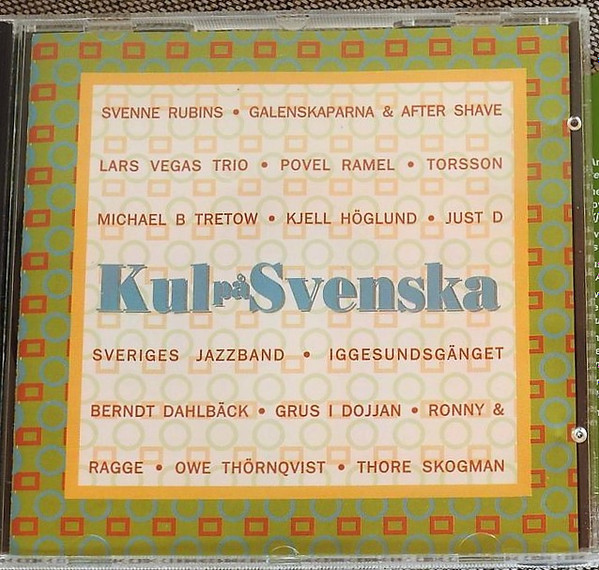 SVENNE RUBINS • GALENSKAPARNA & AFTER SHAVE
LARS VEGAS TRIO • POVEL RAMEL • TORSSON
MICHAEL B TRETOW • KJELL HÖGLUND • JUST D
Kul på Svenska
SVERIGES JAZZBAND • IGGESUNDSGÄNGET
BERNDT DAHLBÄCK • GRUS I DOJJAN • RONNY &
RAGGE • OWE THÖRNQVIST • THORE SKOGMAN